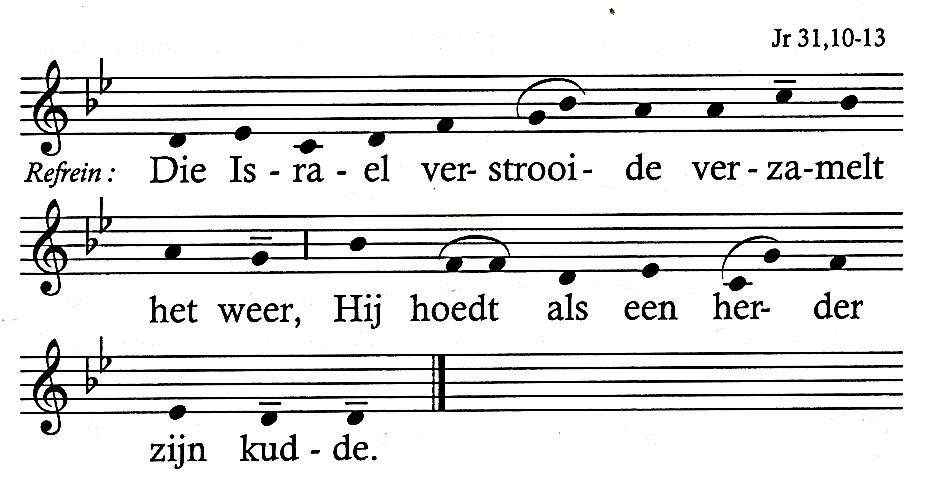 Jr 31,10-13
Refrein: Die Is - ra - el ver- strooi- de ver - za-melt
het weer, Hij hoedt als een her- der
zijn kud - de.